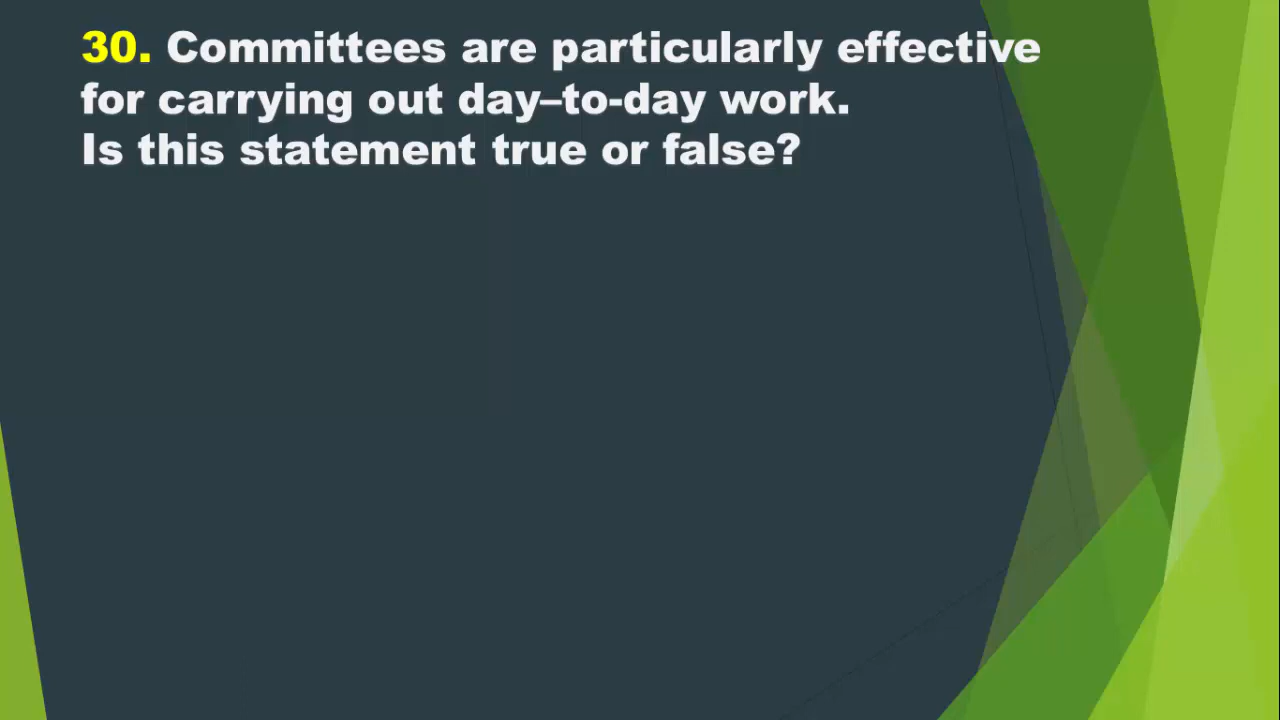 30. Committees are particularly effective
for carrying out day–to-day work.
Is this statement true or false?